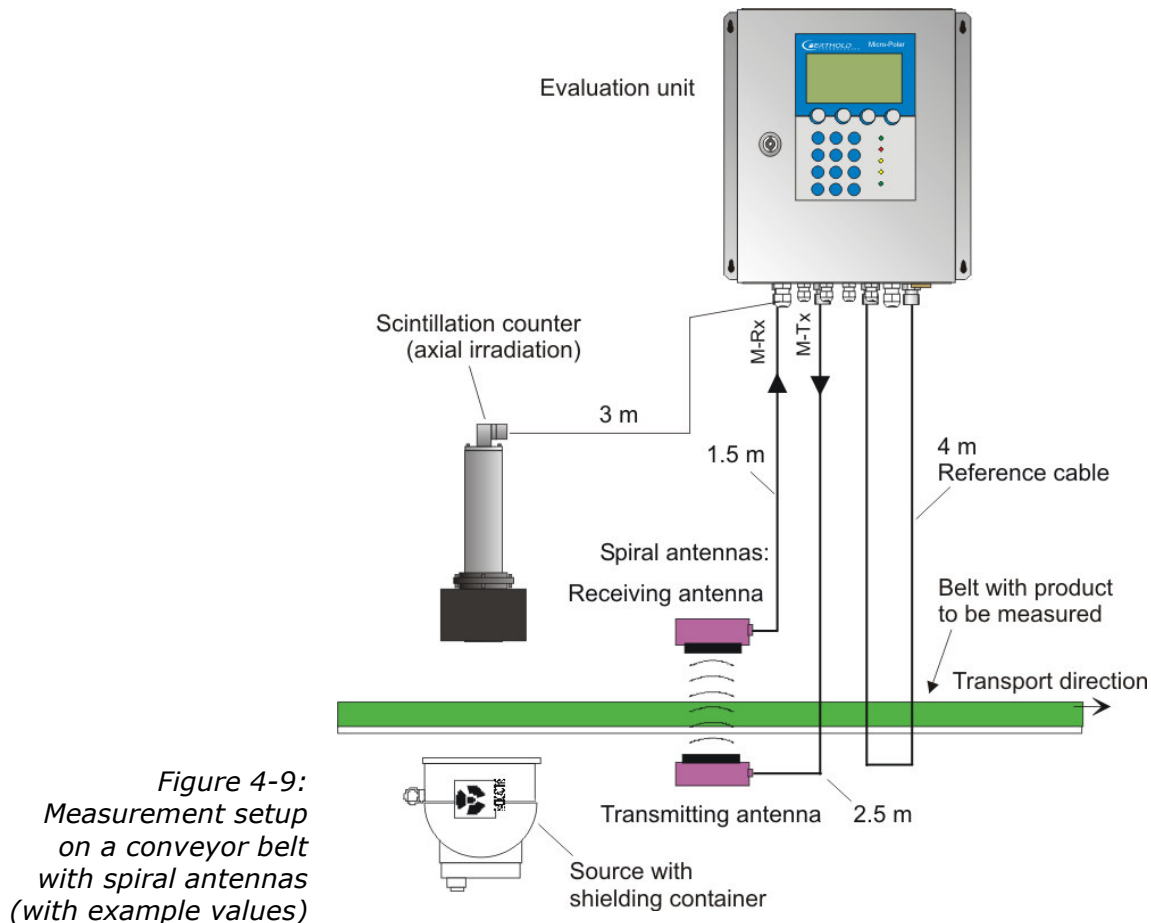 BERTHOLD Micro-Polar
Evaluation unit
Scintillation counter
(axial irradiation)
M-Rx
M-Tx
3 m
1.5 m
4 m
Reference cable
Spiral antennas:
Receiving antenna
Belt with product
to be measured
Transport direction
Transmitting antenna
2.5 m
Source with
shielding container
Figure 4-9:
Measurement setup
on a conveyor belt
with spiral antennas
(with example values)